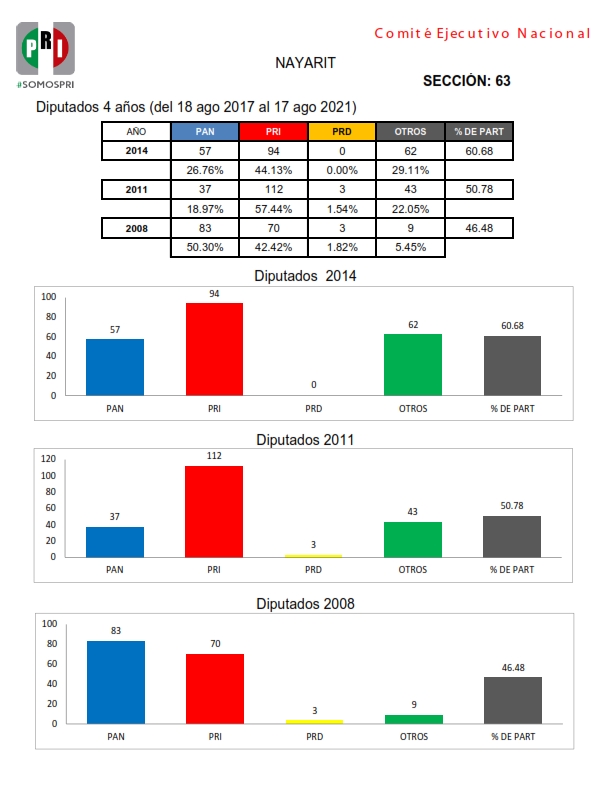 Comité Ejecutivo Nacional
PRI
#SOMOSPRI
NAYARIT
SECCIÓN: 63
Diputados 4 años (del 18 ago 2017 al 17 ago 2021)
AÑO PAN PRI PRD OTROS % DE PART
2014 57 94 0 62 60.68
26.76% 44.13% 0.00% 29.11%
2011 37 112 3 43 50.78
18.97% 57.44% 1.54% 22.05%
2008 83 70 3 9 46.48
50.30% 42.42% 1.82% 5.45%
Diputados 2014
100
80
60
40
20
0
57 94 0 62 60.68
PAN PRI PRD OTROS % DE PART
Diputados 2011
120
100
80
60
40
20
0
37 112 3 43 50.78
PAN PRI PRD OTROS % DE PART
Diputados 2008
100
80
60
40
20
0
83 70 3 9 46.48
PAN PRI PRD OTROS % DE PART